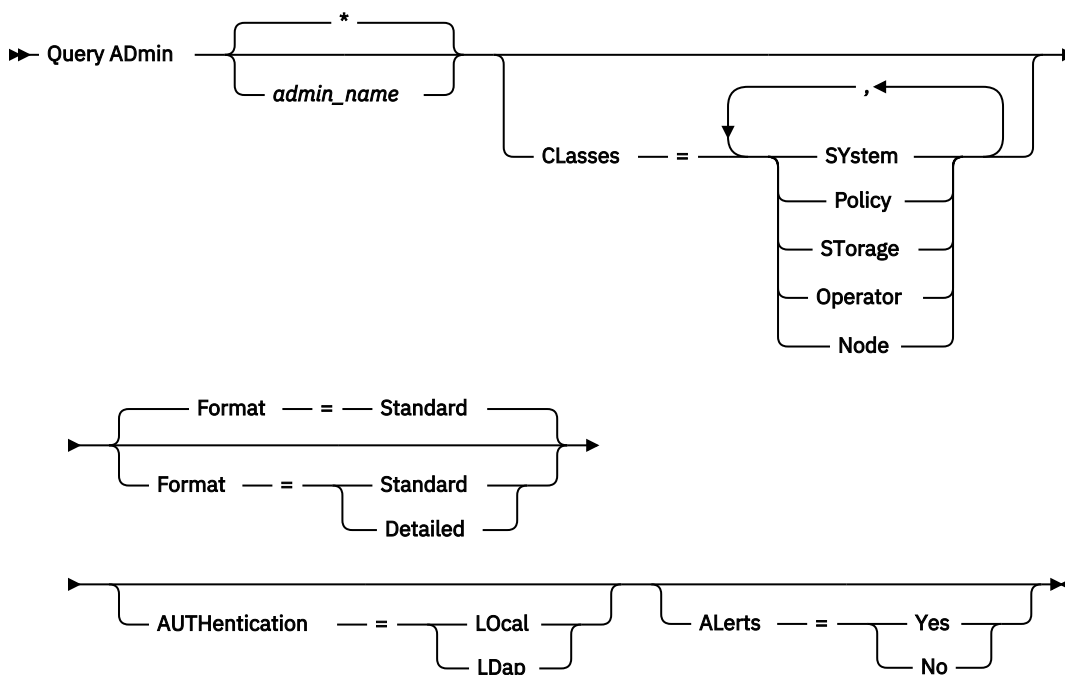 *
Query ADmin
admin_name
,
CLasses = SYstem
Policy
STorage
Operator
Node
Format = Standard
Format = Standard
Detailed
AUTHentication = LOcal
LDap
ALerts = Yes
No